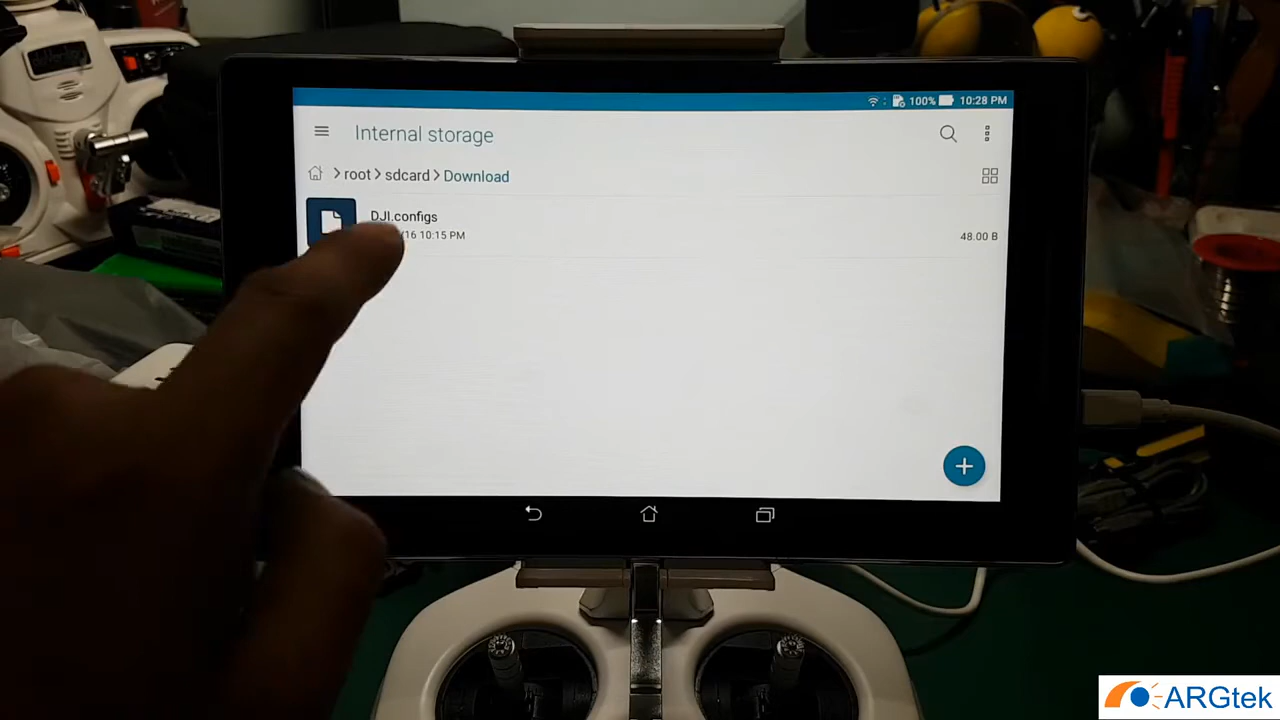 100% 10:28 PM
Internal storage
root > sdcard > Download
DJI.configs
/16 10:15 PM
48.00 B
ARGtek